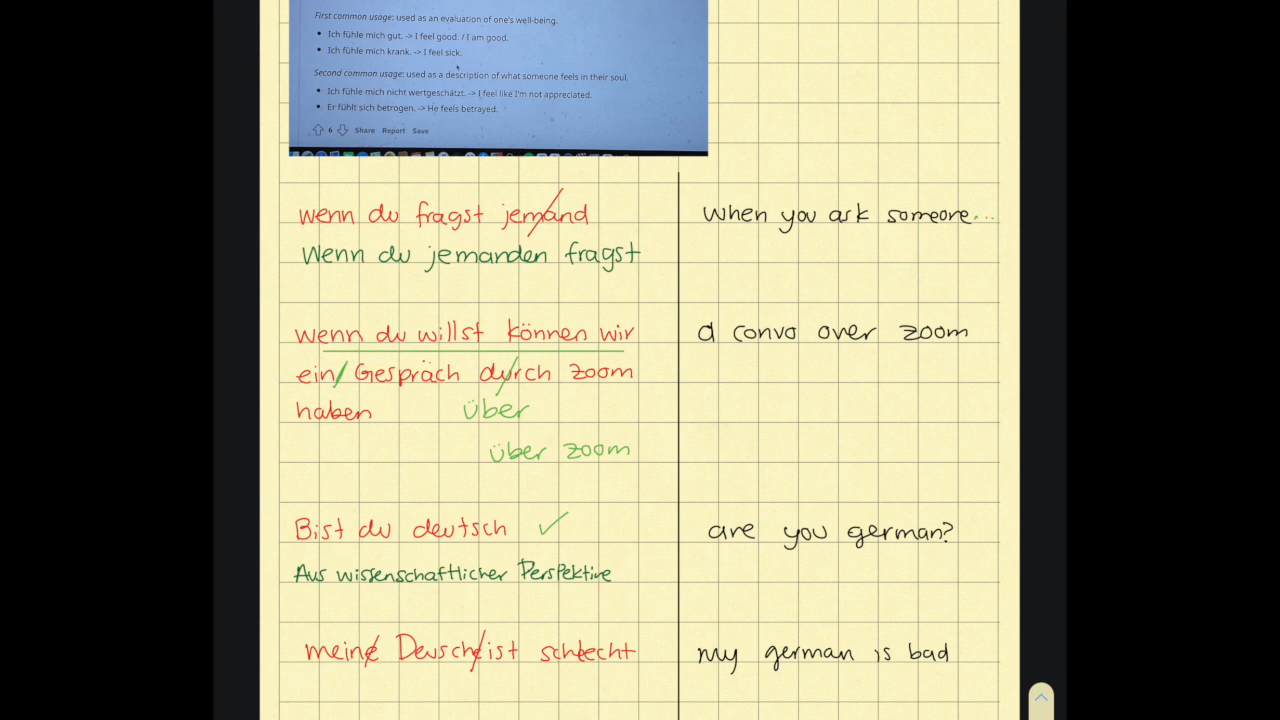 First common usage: used as an evaluation of one's well-being.
• Ich fühle mich gut. -> I feel good. / I am good.
• Ich fühle mich krank. -> I feel sick.
Second common usage: used as a description of what someone feels in their soul.
• Ich fühle mich nicht wertgeschätzt. -> I feel like I'm not appreciated.
• Er fühlt sich betrogen. -> He feels betrayed.
6 Share Report Save
wenn du fragst jemand
When you ask someone...
Wenn du jemanden fragst
wenn du willst können wir
a convo over zoom
ein Gespräch durch zoom
haben über
über zoom
Bist du deutsch ✓
are you german?
Aus wissenschaftlicher Perspektive
meine Deusche ist schlecht
my german is bad